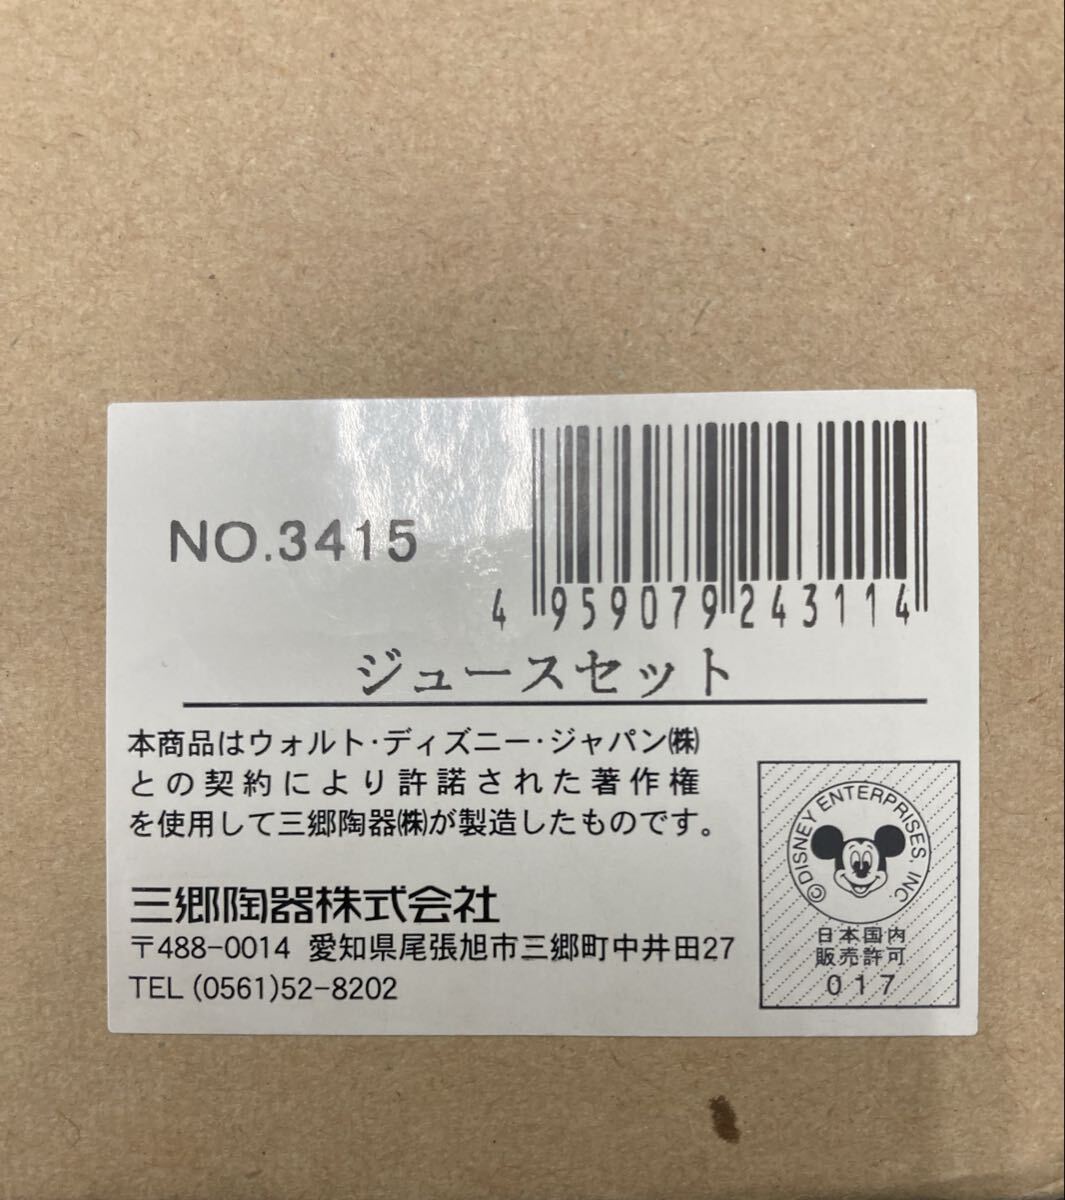 NO.3415
4 959079 243114
ジュースセット
本商品はウォルト·ディズニー·ジャパン㈱
との契約により許諾された著作権
を使用して三郷陶器㈱が製造したものです。
三郷陶器株式会社
〒488-0014 愛知県尾張旭市三郷町中井田27
TEL (0561)52-8202
©DISNEY ENTERPRISES, INC.
日本国内
販売許可
017